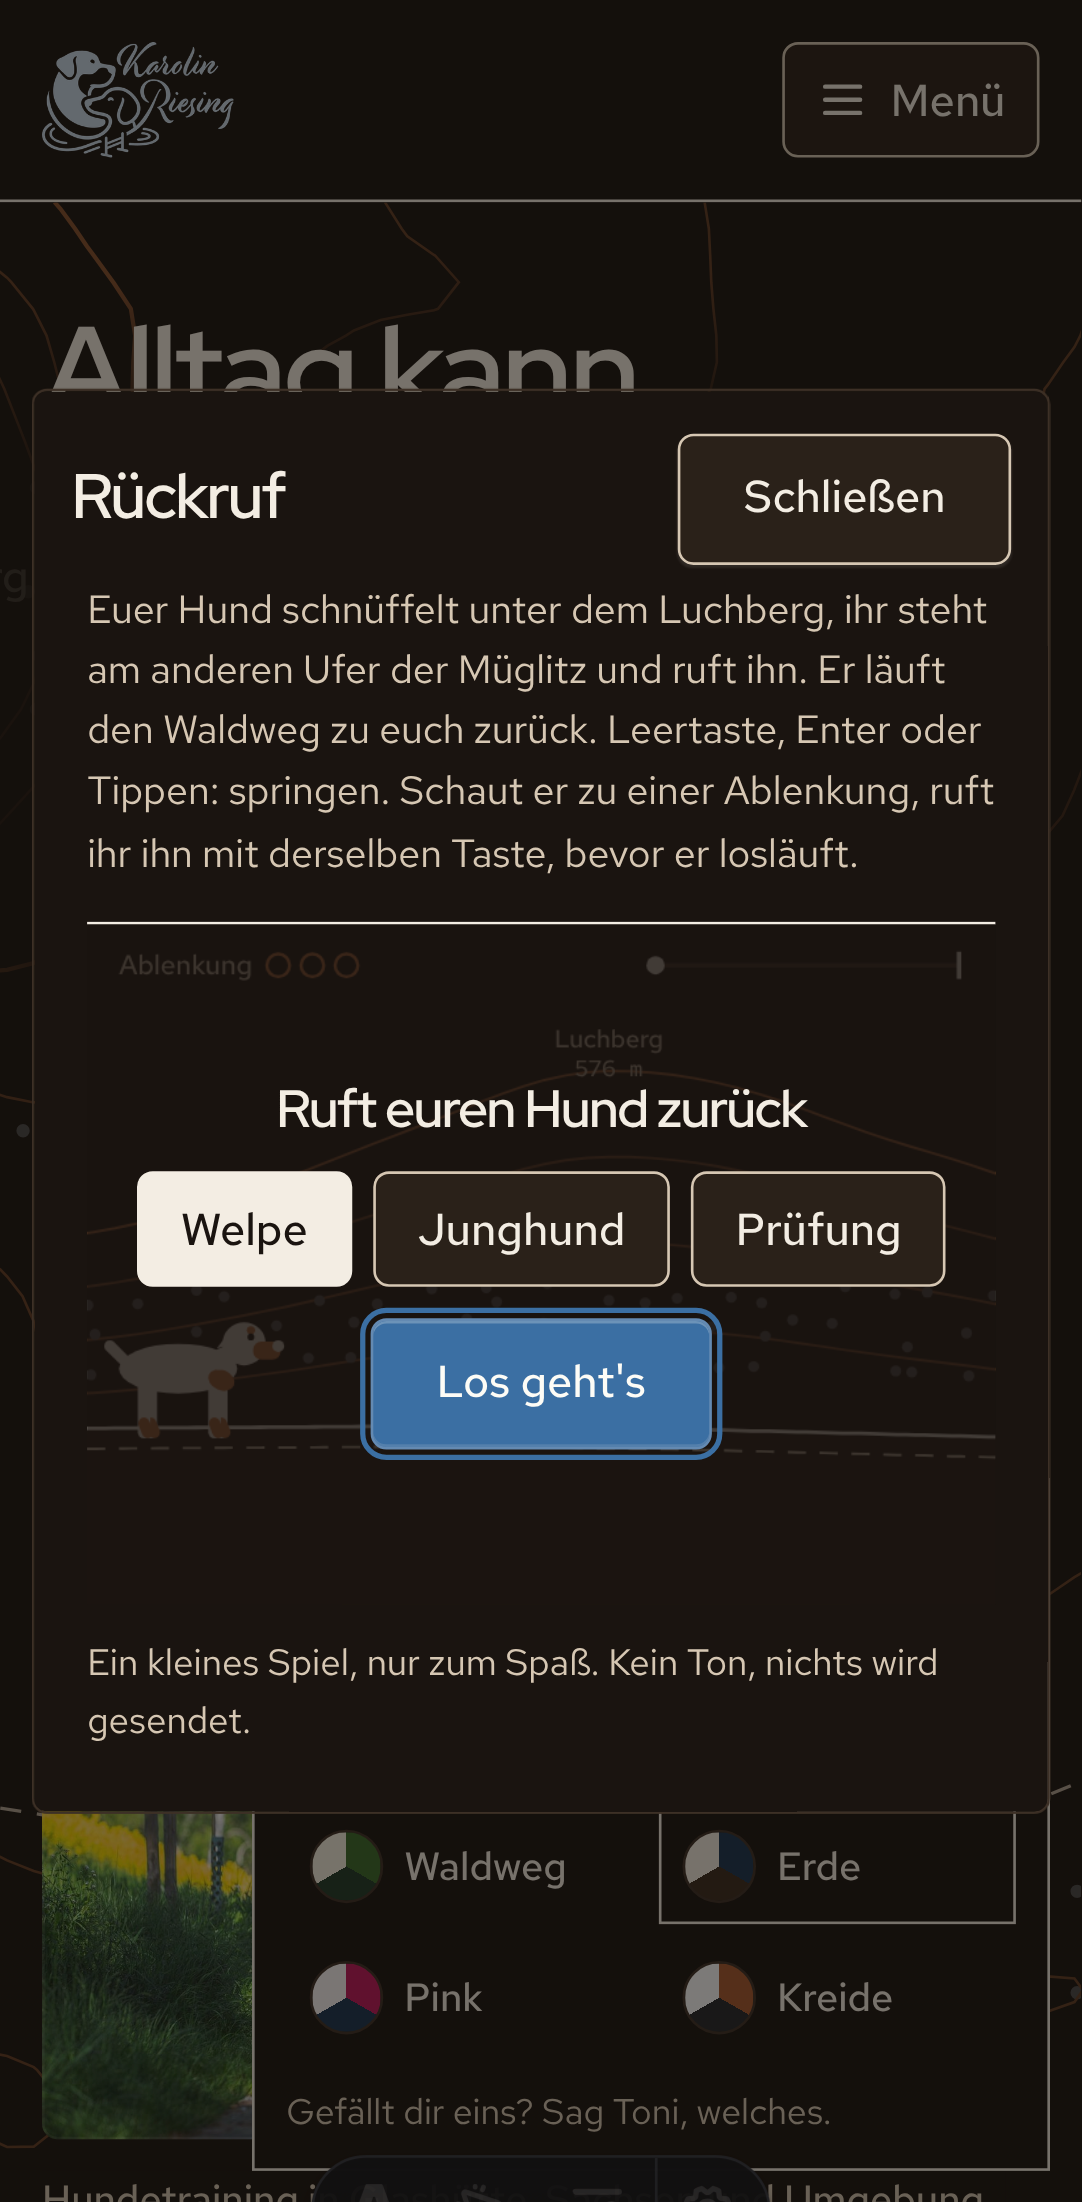 Karolin
Riesing
Menü
Alltag kann
Rückruf
Schließen
Euer Hund schnüffelt unter dem Luchberg, ihr steht
am anderen Ufer der Müglitz und ruft ihn. Er läuft
den Waldweg zu euch zurück. Leertaste, Enter oder
Tippen: springen. Schaut er zu einer Ablenkung, ruft
ihr ihn mit derselben Taste, bevor er losläuft.
Ablenkung
Luchberg
576 m
Ruft euren Hund zurück
Welpe
Junghund
Prüfung
Los geht's
Ein kleines Spiel, nur zum Spaß. Kein Ton, nichts wird
gesendet.
Waldweg
Erde
Pink
Kreide
Gefällt dir eins? Sag Toni, welches.
Hundetraining in Umgebung